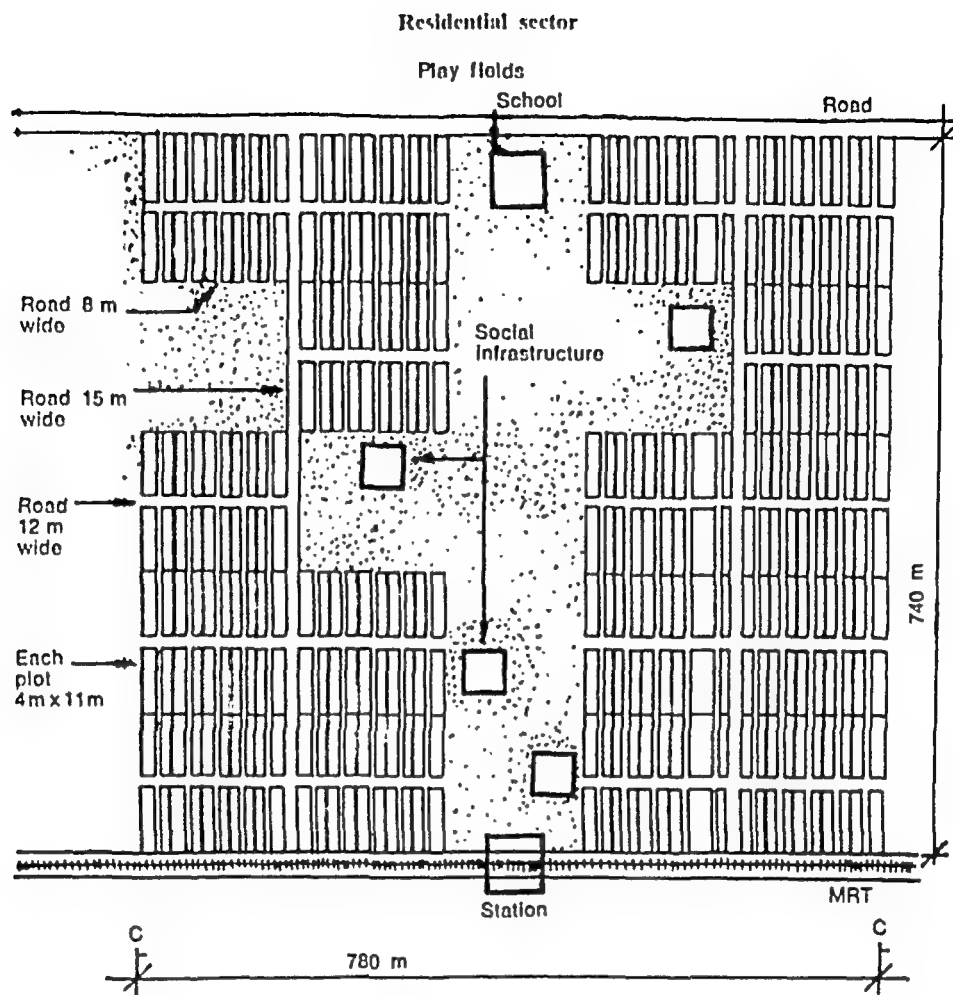 Residential sector
Play fields
School
Road
Road 8 m
wide
Social
infrastructure
Road 15 m
wide
Road
12 m
wide
740 m
Each
plot
4m x 11m
MRT
Station
C
C
780 m